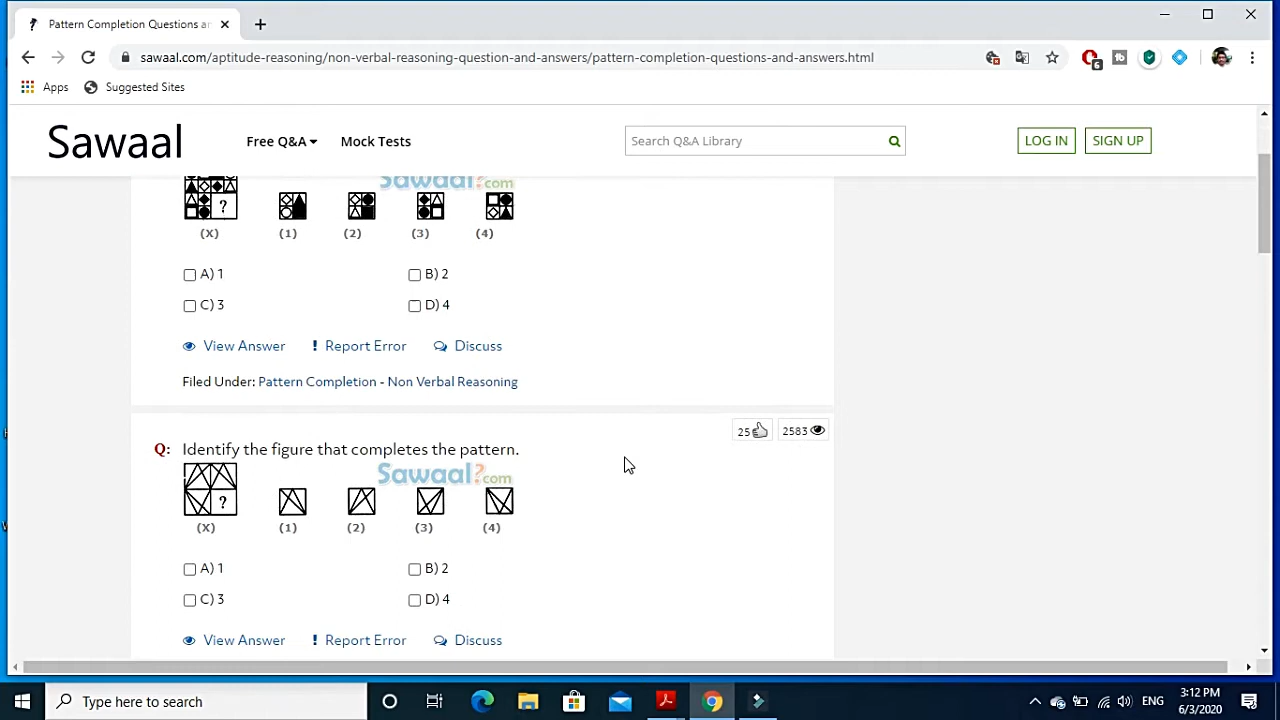 Pattern Completion Questions ar
sawaal.com/aptitude-reasoning/non-verbal-reasoning-question-and-answers/pattern-completion-questions-and-answers.html
6
Apps
Suggested Sites
Sawaal
Free Q&A
Mock Tests
Search Q&A Library
LOG IN
SIGN UP
Sawaal?com
?
(X) (1) (2) (3) (4)
A) 1 B) 2
C) 3 D) 4
View Answer ! Report Error Discuss
Filed Under: Pattern Completion - Non Verbal Reasoning
25 2583
Q: Identify the figure that completes the pattern.
Sawaal?com
?
(X) (1) (2) (3) (4)
A) 1 B) 2
C) 3 D) 4
View Answer ! Report Error Discuss
Type here to search
ENG
3:12 PM
6/3/2020